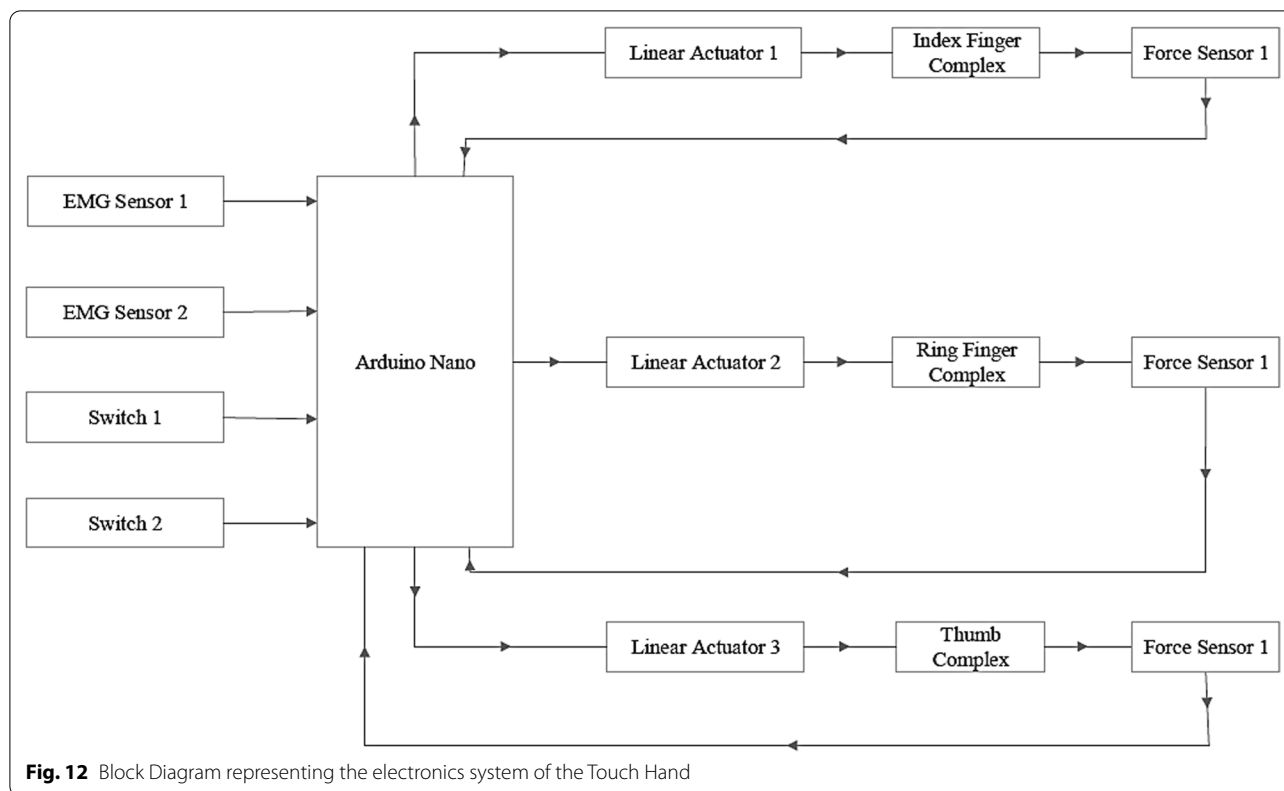 Linear Actuator 1
Index Finger
Complex
Force Sensor 1
EMG Sensor 1
EMG Sensor 2
Switch 1
Switch 2
Arduino Nano
Linear Actuator 2
Ring Finger
Complex
Force Sensor 1
Linear Actuator 3
Thumb
Complex
Force Sensor 1
Fig. 12 Block Diagram representing the electronics system of the Touch Hand